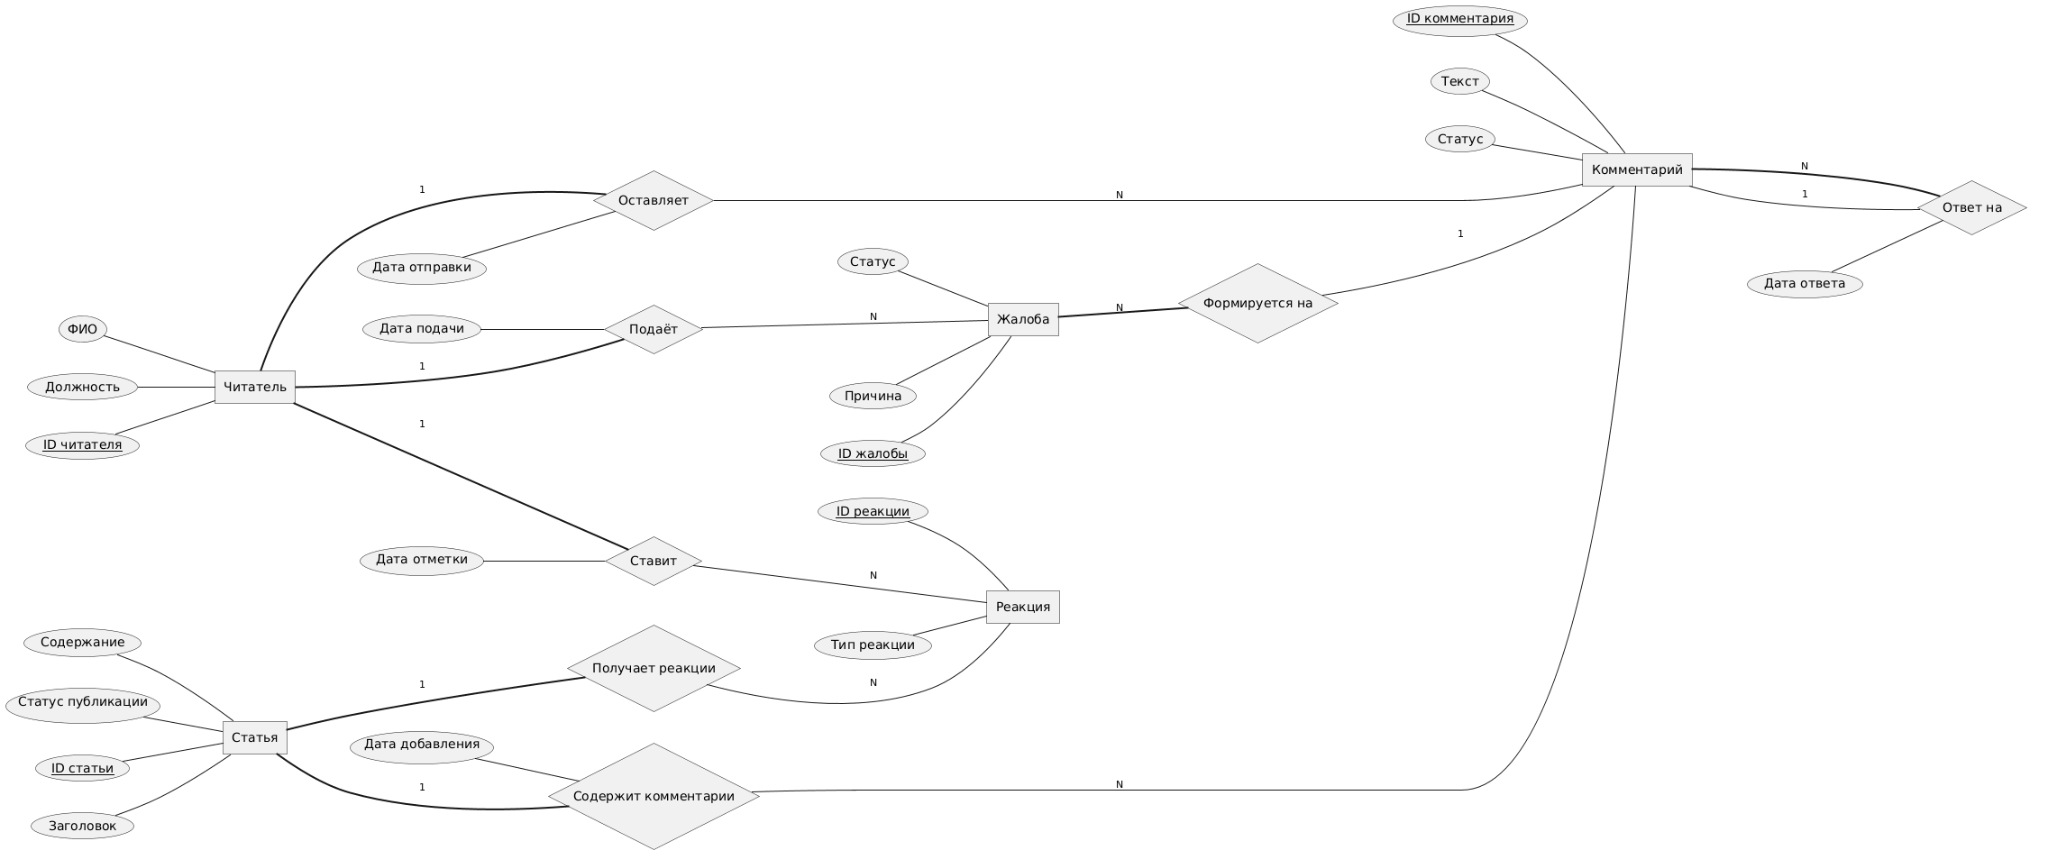 ID комментария
Текст
Статус
Комментарий
N
1
Ответ на
Дата ответа
1
Оставляет
N
Дата отправки
1
Статус
Формируется на
N
Жалоба
Дата подачи
Подаёт
N
1
ФИО
Читатель
Должность
ID читателя
Причина
1
ID жалобы
ID реакции
Дата отметки
Ставит
N
Реакция
Тип реакции
Содержание
Получает реакции
1
N
Статус публикации
Статья
ID статьи
Заголовок
Дата добавления
1
Содержит комментарии
N